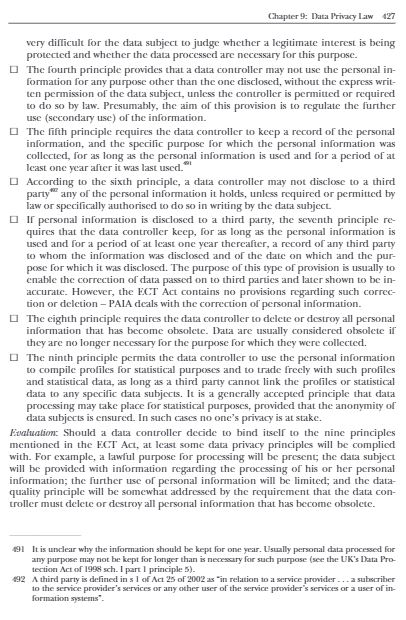 Chapter 9: Data Privacy Law 427
very difficult for the data subject to judge whether a legitimate interest is being
protected and whether the data processed are necessary for this purpose.
□ The fourth principle provides that a data controller may not use the personal in-
formation for any purpose other than the one disclosed, without the express writ-
ten permission of the data subject, unless the controller is permitted or required
to do so by law. Presumably, the aim of this provision is to regulate the further
use (secondary use) of the information.
□ The fifth principle requires the data controller to keep a record of the personal
information, and the specific purpose for which the personal information was
collected, for as long as the personal information is used and for a period of at
least one year after it was last used.491
□ According to the sixth principle, a data controller may not disclose to a third
party492 any of the personal information it holds, unless required or permitted by
law or specifically authorised to do so in writing by the data subject.
□ If personal information is disclosed to a third party, the seventh principle re-
quires that the data controller keep, for as long as the personal information is
used and for a period of at least one year thereafter, a record of any third party
to whom the information was disclosed and of the date on which and the pur-
pose for which it was disclosed. The purpose of this type of provision is usually to
enable the correction of data passed on to third parties and later shown to be in-
accurate. However, the ECT Act contains no provisions regarding such correc-
tion or deletion – PAIA deals with the correction of personal information.
□ The eighth principle requires the data controller to delete or destroy all personal
information that has become obsolete. Data are usually considered obsolete if
they are no longer necessary for the purpose for which they were collected.
□ The ninth principle permits the data controller to use the personal information
to compile profiles for statistical purposes and to trade freely with such profiles
and statistical data, as long as a third party cannot link the profiles or statistical
data to any specific data subjects. It is a generally accepted principle that data
processing may take place for statistical purposes, provided that the anonymity of
data subjects is ensured. In such cases no one's privacy is at stake.
Evaluation: Should a data controller decide to bind itself to the nine principles
mentioned in the ECT Act, at least some data privacy principles will be complied
with. For example, a lawful purpose for processing will be present; the data subject
will be provided with information regarding the processing of his or her personal
information; the further use of personal information will be limited; and the data-
quality principle will be somewhat addressed by the requirement that the data con-
troller must delete or destroy all personal information that has become obsolete.
491 It is unclear why the information should be kept for one year. Usually personal data processed for
any purpose may not be kept for longer than is necessary for such purpose (see the UK's Data Pro-
tection Act of 1998 sch. I part 1 principle 5).
492 A third party is defined in s 1 of Act 25 of 2002 as "in relation to a service provider . . . a subscriber
to the service provider's services or any other user of the service provider's services or a user of in-
formation systems".